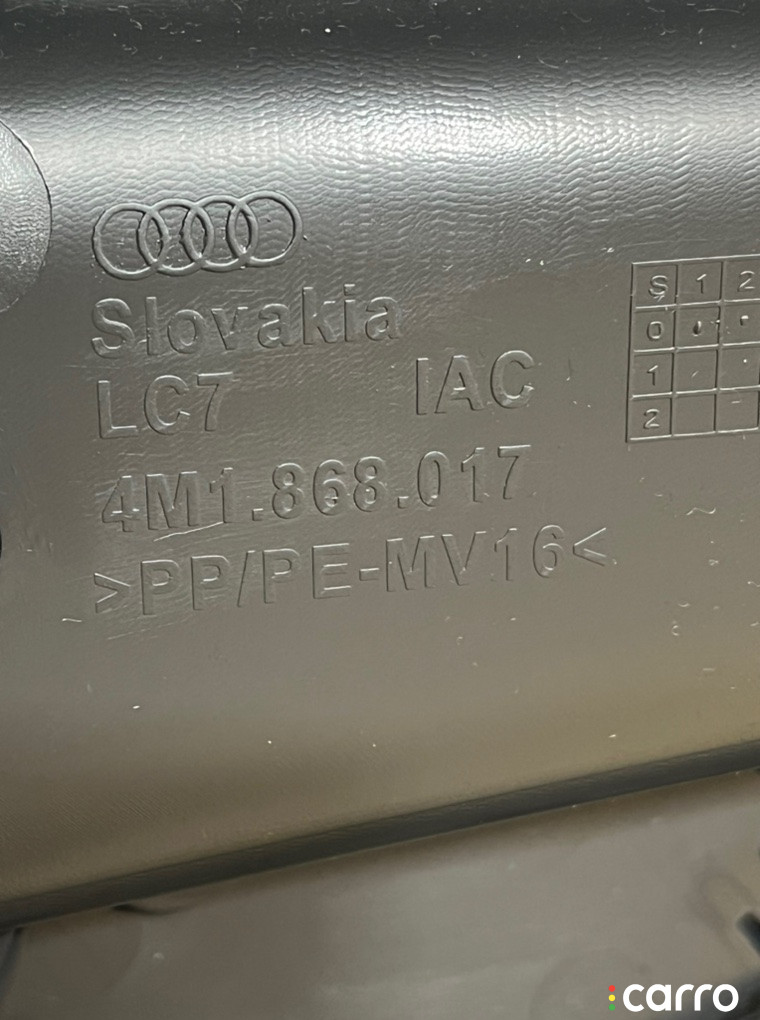 Slovakia
LC7 IAC
4M1.868.017
>PP/PE-MV16<
S 1 2
0
1
2
carro